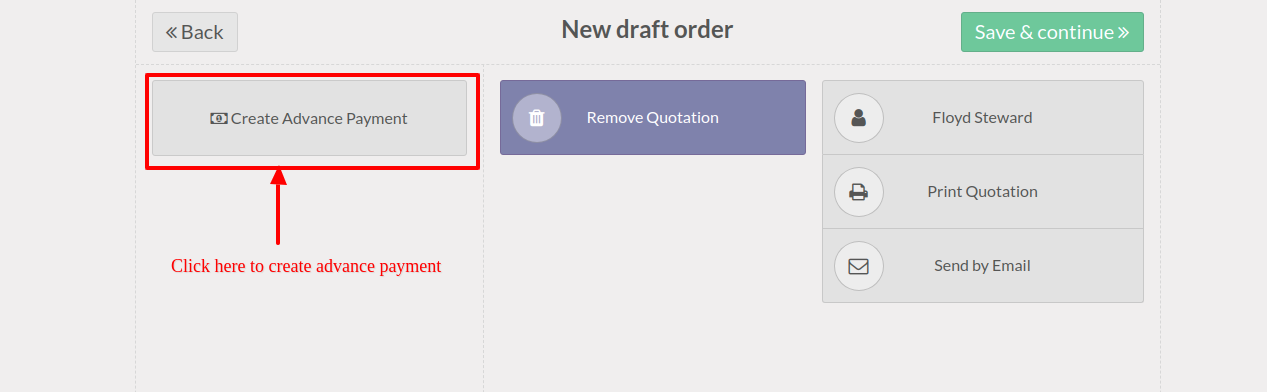 « Back
New draft order
Save & continue »
Create Advance Payment
Remove Quotation
Floyd Steward
Print Quotation
Send by Email
Click here to create advance payment